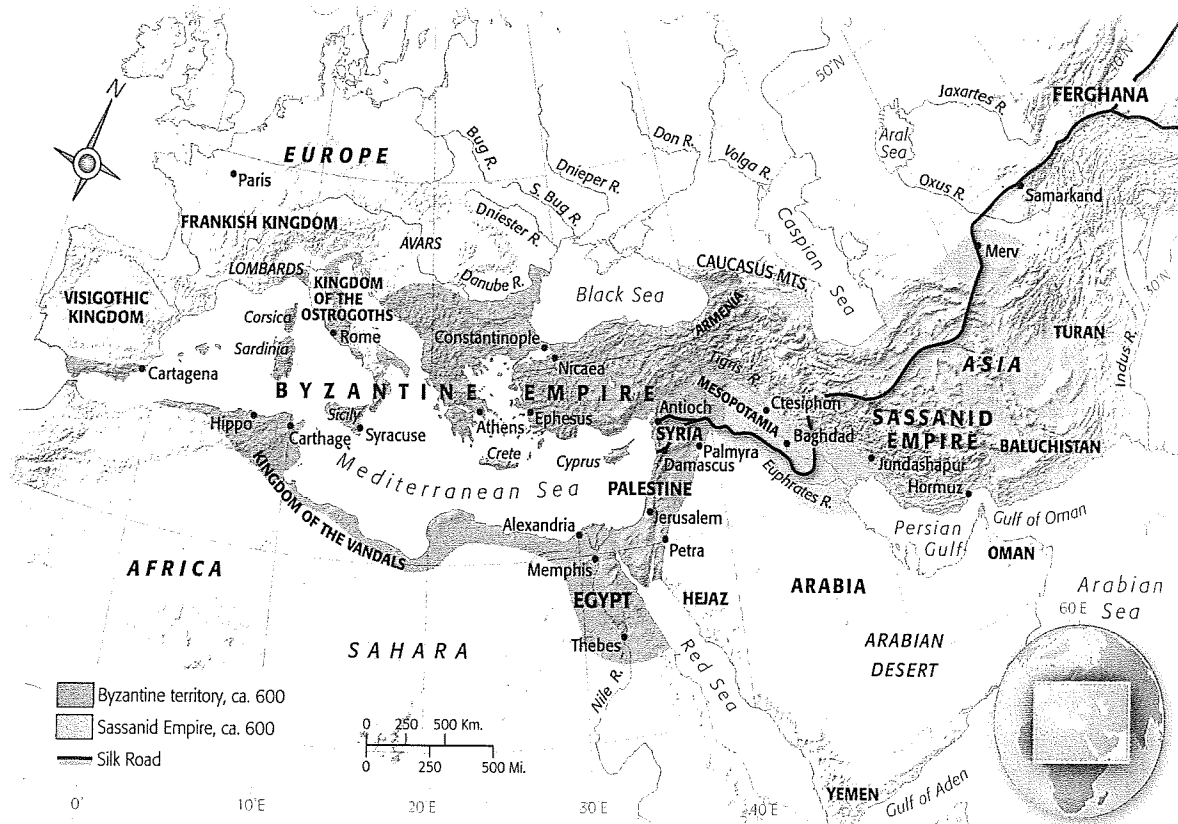 N
50°N
40°N
FERGHANA
Jaxartes R.
Aral
Sea
Don R.
Volga R.
Bug R.
Dnieper R.
EUROPE
Paris
S. Bug R.
Oxus R.
Samarkand
Dniester R.
FRANKISH KINGDOM
AVARS
Caspian Sea
Merv
LOMBARDS
Danube R.
CAUCASUS MTS.
30°N
KINGDOM
OF THE
OSTROGOTHS
VISIGOTHIC
KINGDOM
Black Sea
Corsica
ARMENIA
TURAN
Indus R.
Rome
Constantinople
Sardinia
Nicaea
Tigris R.
ASIA
Cartagena
BYZANTINE EMPIRE
MESOPOTAMIA
Ctesiphon
Antioch
SASSANID
EMPIRE
Sicily
Hippo
Ephesus
Athens
SYRIA
Baghdad
BALUCHISTAN
Carthage
Syracuse
Palmyra
Crete
Cyprus
Damascus
Jundashapur
Mediterranean Sea
Euphrates R.
Hormuz
PALESTINE
KINGDOM OF THE VANDALS
Alexandria
Jerusalem
Persian
Gulf
Gulf of Oman
Petra
OMAN
Memphis
AFRICA
ARABIA
Arabian
Sea
EGYPT
HEJAZ
60 E
SAHARA
Thebes
Red Sea
ARABIAN
DESERT
Nile R.
Byzantine territory, ca. 600
Sassanid Empire, ca. 600
Silk Road
0 250 500 Km.
0 250 500 Mi.
YEMEN
Gulf of Aden
0°
10°E
20°E
30 E
40°E